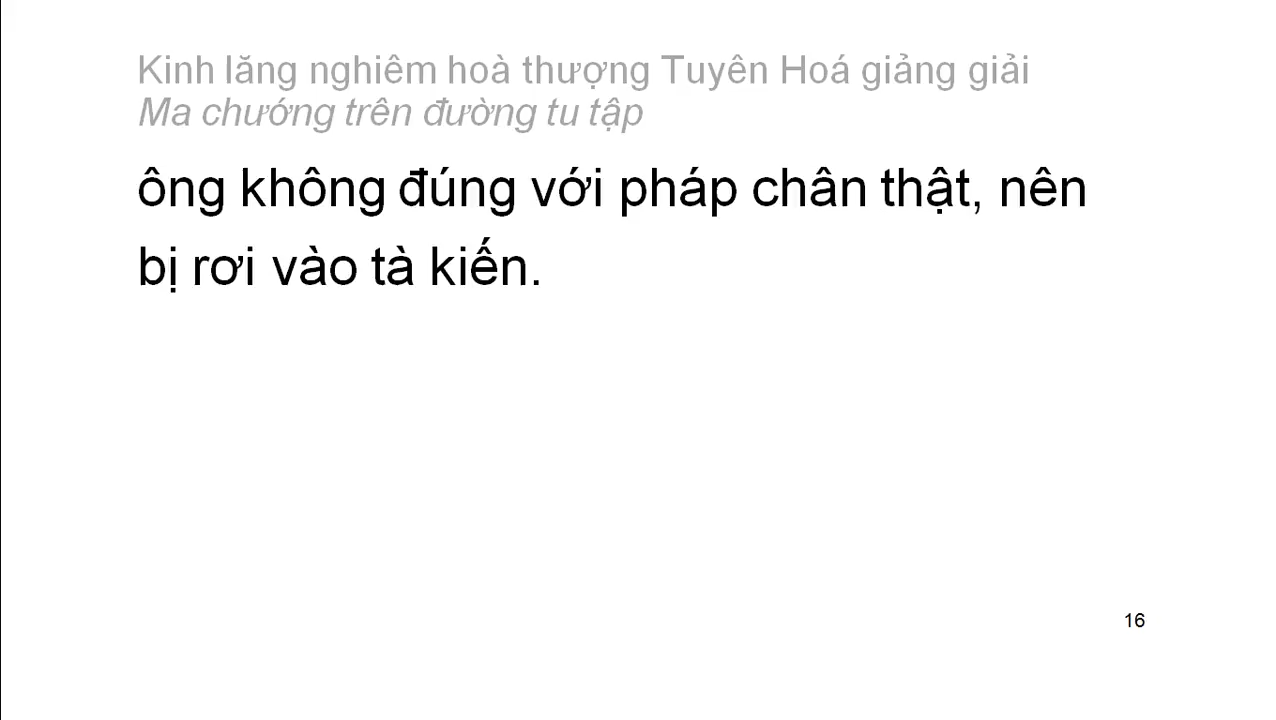 Kinh lăng nghiêm hoà thượng Tuyên Hoá giảng giải
Ma chướng trên đường tu tập
ông không đúng với pháp chân thật, nên
bị rơi vào tà kiến.
16